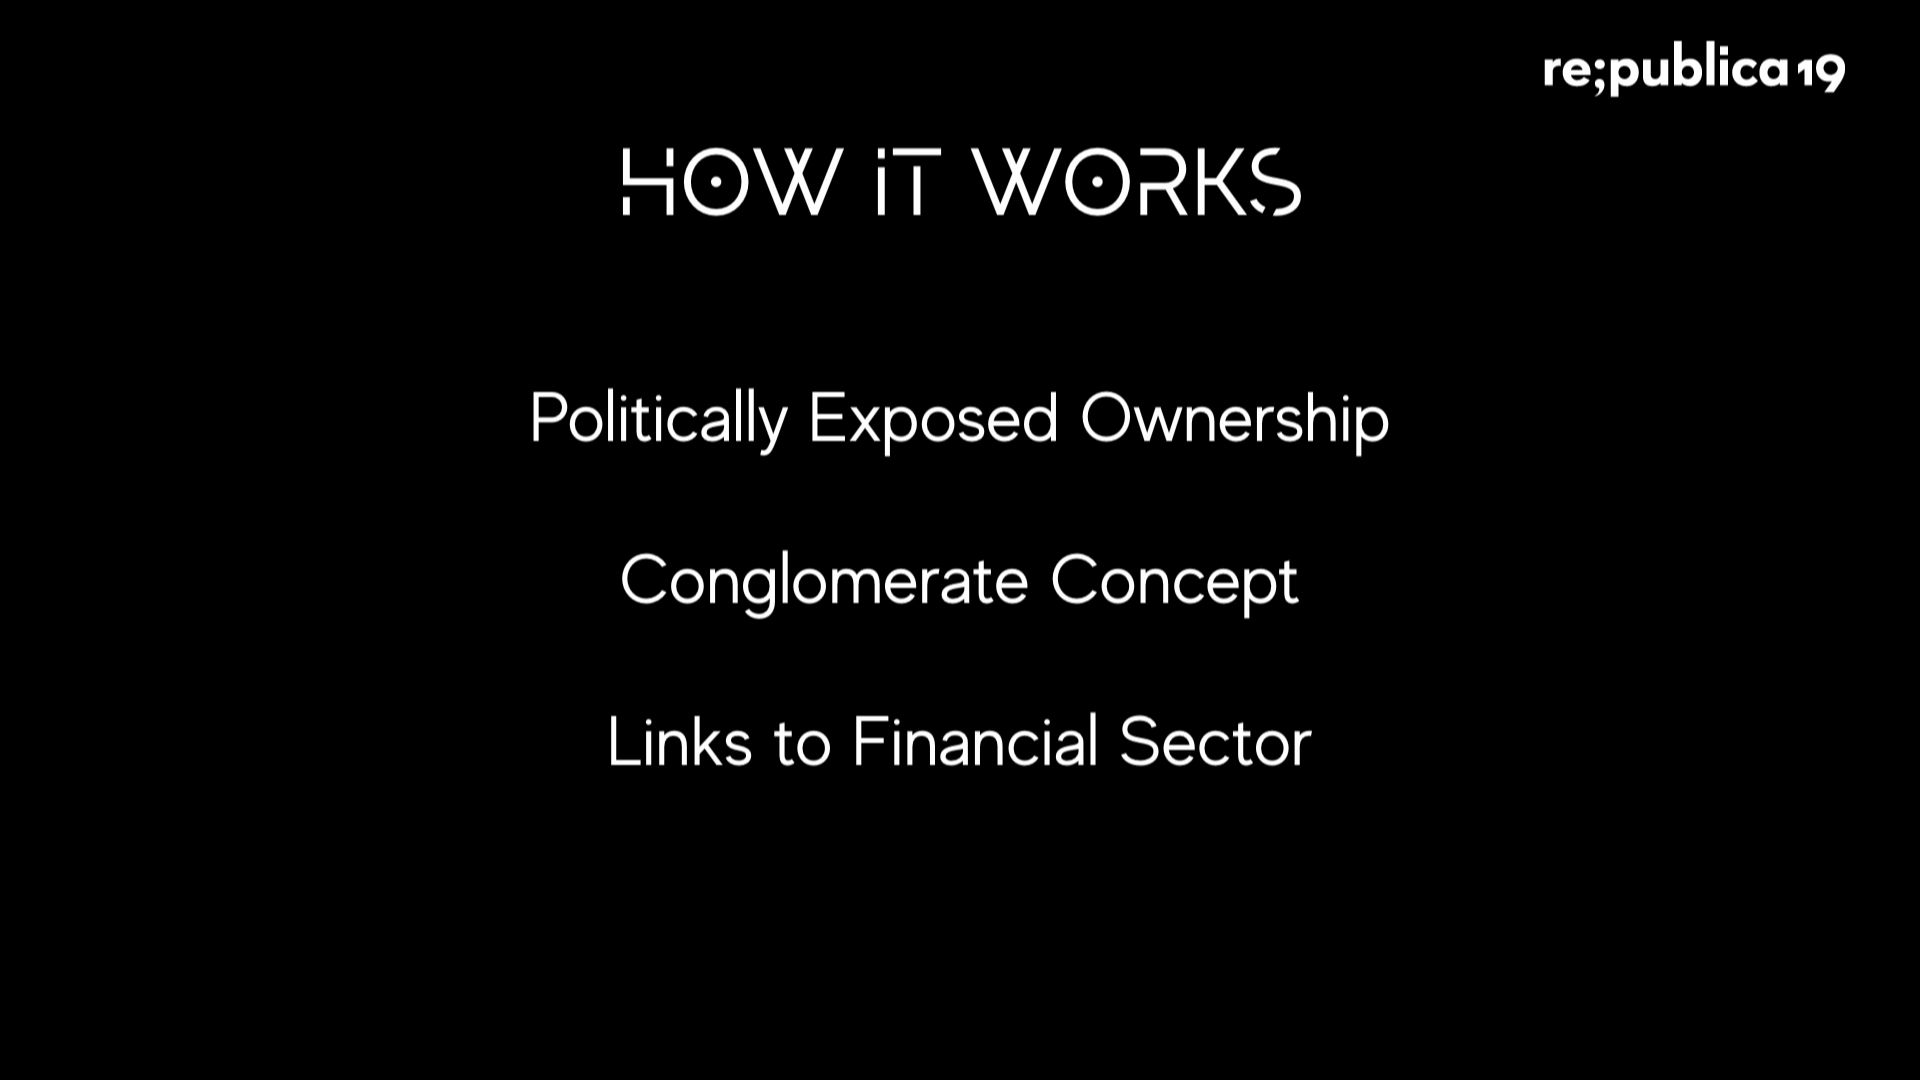 re;publica 19
HOW iT WORKS
Politically Exposed Ownership
Conglomerate Concept
Links to Financial Sector